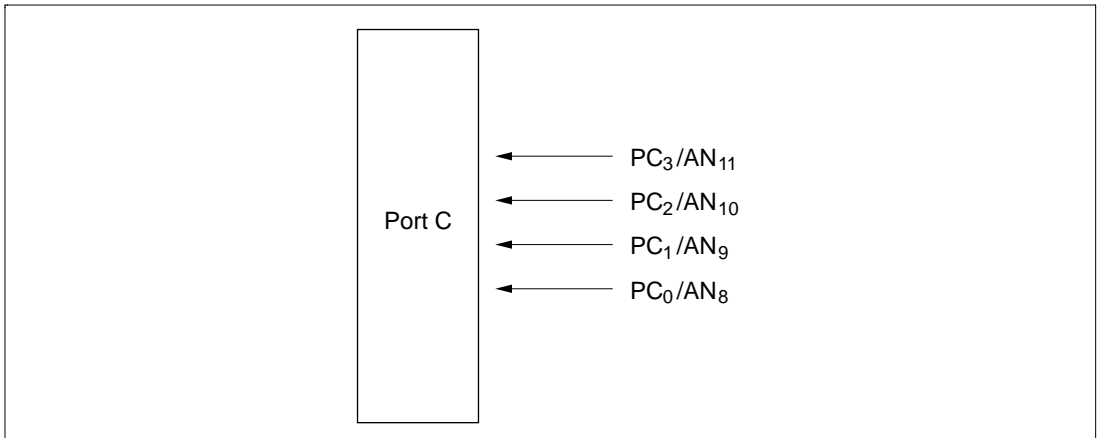 Port C
PC₃/AN₁₁
PC₂/AN₁₀
PC₁/AN₉
PC₀/AN₈